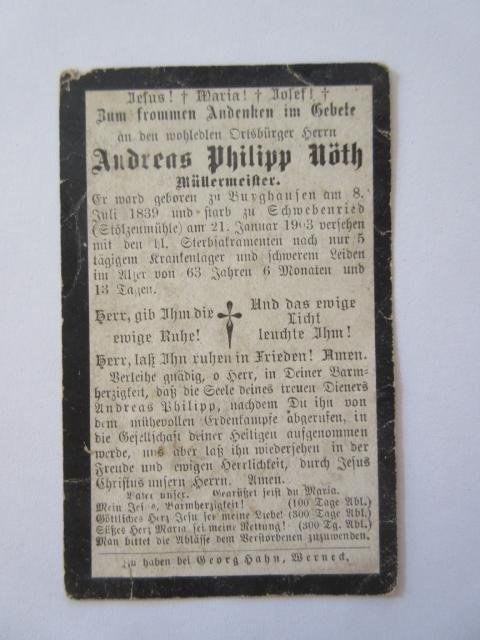 Jesus! † Maria! † Josef! †
Zum frommen Andenken im Gebete
an den wohledlen Ortsbürger Herrn
Andreas Philipp Nöth
Müllermeister.
Er ward geboren zu Burghausen am 8.
Juli 1839 und starb zu Schwebenried
(Stolzenmühle) am 21. Januar 1903 versehen
mit den hl. Sterbsakramenten nach nur 5
tägigem Krankenlager und schwerem Leiden
im Alter von 63 Jahren 6 Monaten und
13 Tagen.
Herr, gib Ihm die
ewige Ruhe!
Und das ewige
Licht
leuchte Ihm!
Herr, laß Ihn ruhen in Frieden! Amen.
Verleihe gnädig, o Herr, in Deiner Barm-
herzigkeit, daß die Seele deines treuen Dieners
Andreas Philipp, nachdem Du ihn von
dem mühevollen Erdenkampfe abgerufen, in
die Gesellschaft deiner Heiligen aufgenommen
werde, uns aber laß ihn wiedersehen in der
Freude und ewigen Herrlichkeit, durch Jesus
Christus unsern Herrn. Amen.
Vater unser. Gegrüßet seist du Maria.
Mein Jesus, Barmherzigkeit! (100 Tage Abl.)
Göttliches Herz Jesu sei meine Liebe! (300 Tage Abl.)
Süßes Herz Maria sei meine Rettung! (300 Tg. Abl.)
Man bittet die Ablässe dem Verstorbenen zuzuwenden.
Zu haben bei Georg Hahn, Werneck.